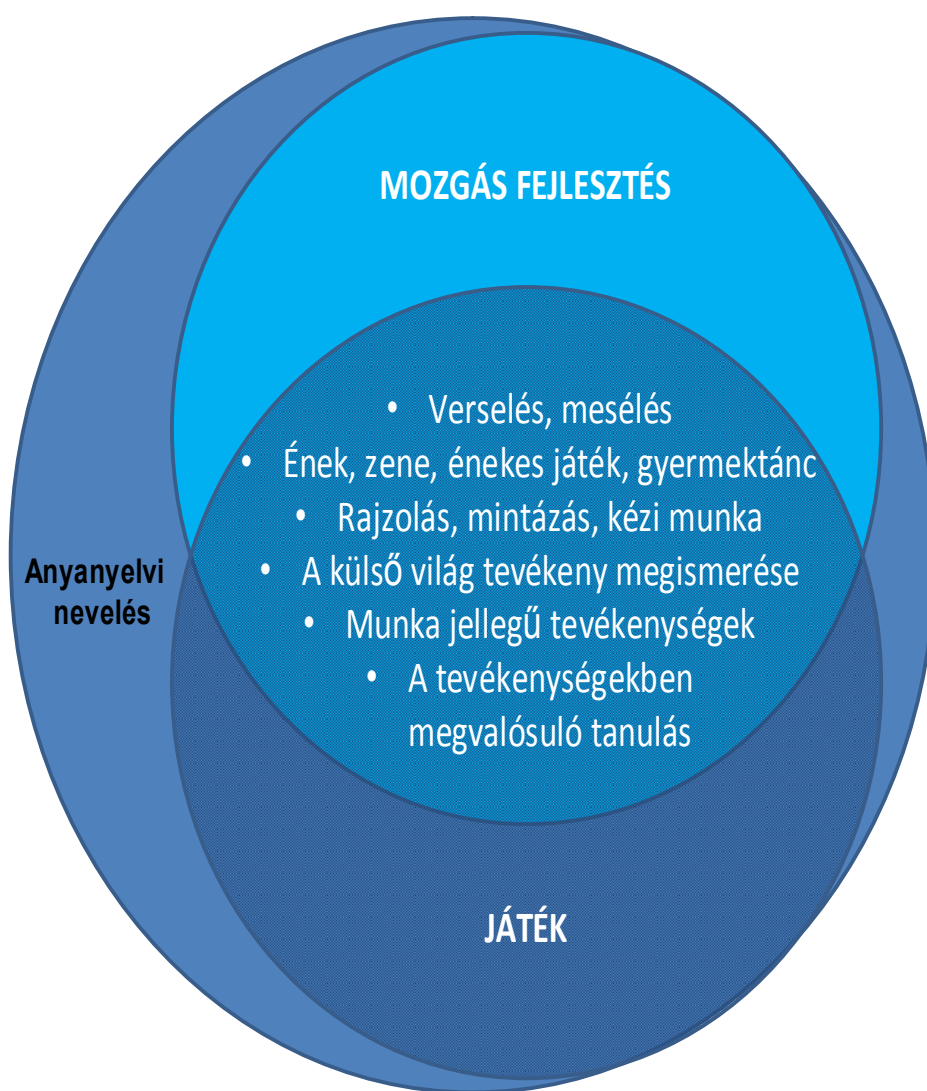 MOZGÁS FEJLESZTÉS
• Verselés, mesélés
• Ének, zene, énekes játék, gyermektánc
• Rajzolás, mintázás, kézi munka
• A külső világ tevékeny megismerése
• Munka jellegű tevékenységek
• A tevékenységekben
megvalósuló tanulás
Anyanyelvi
nevelés
JÁTÉK